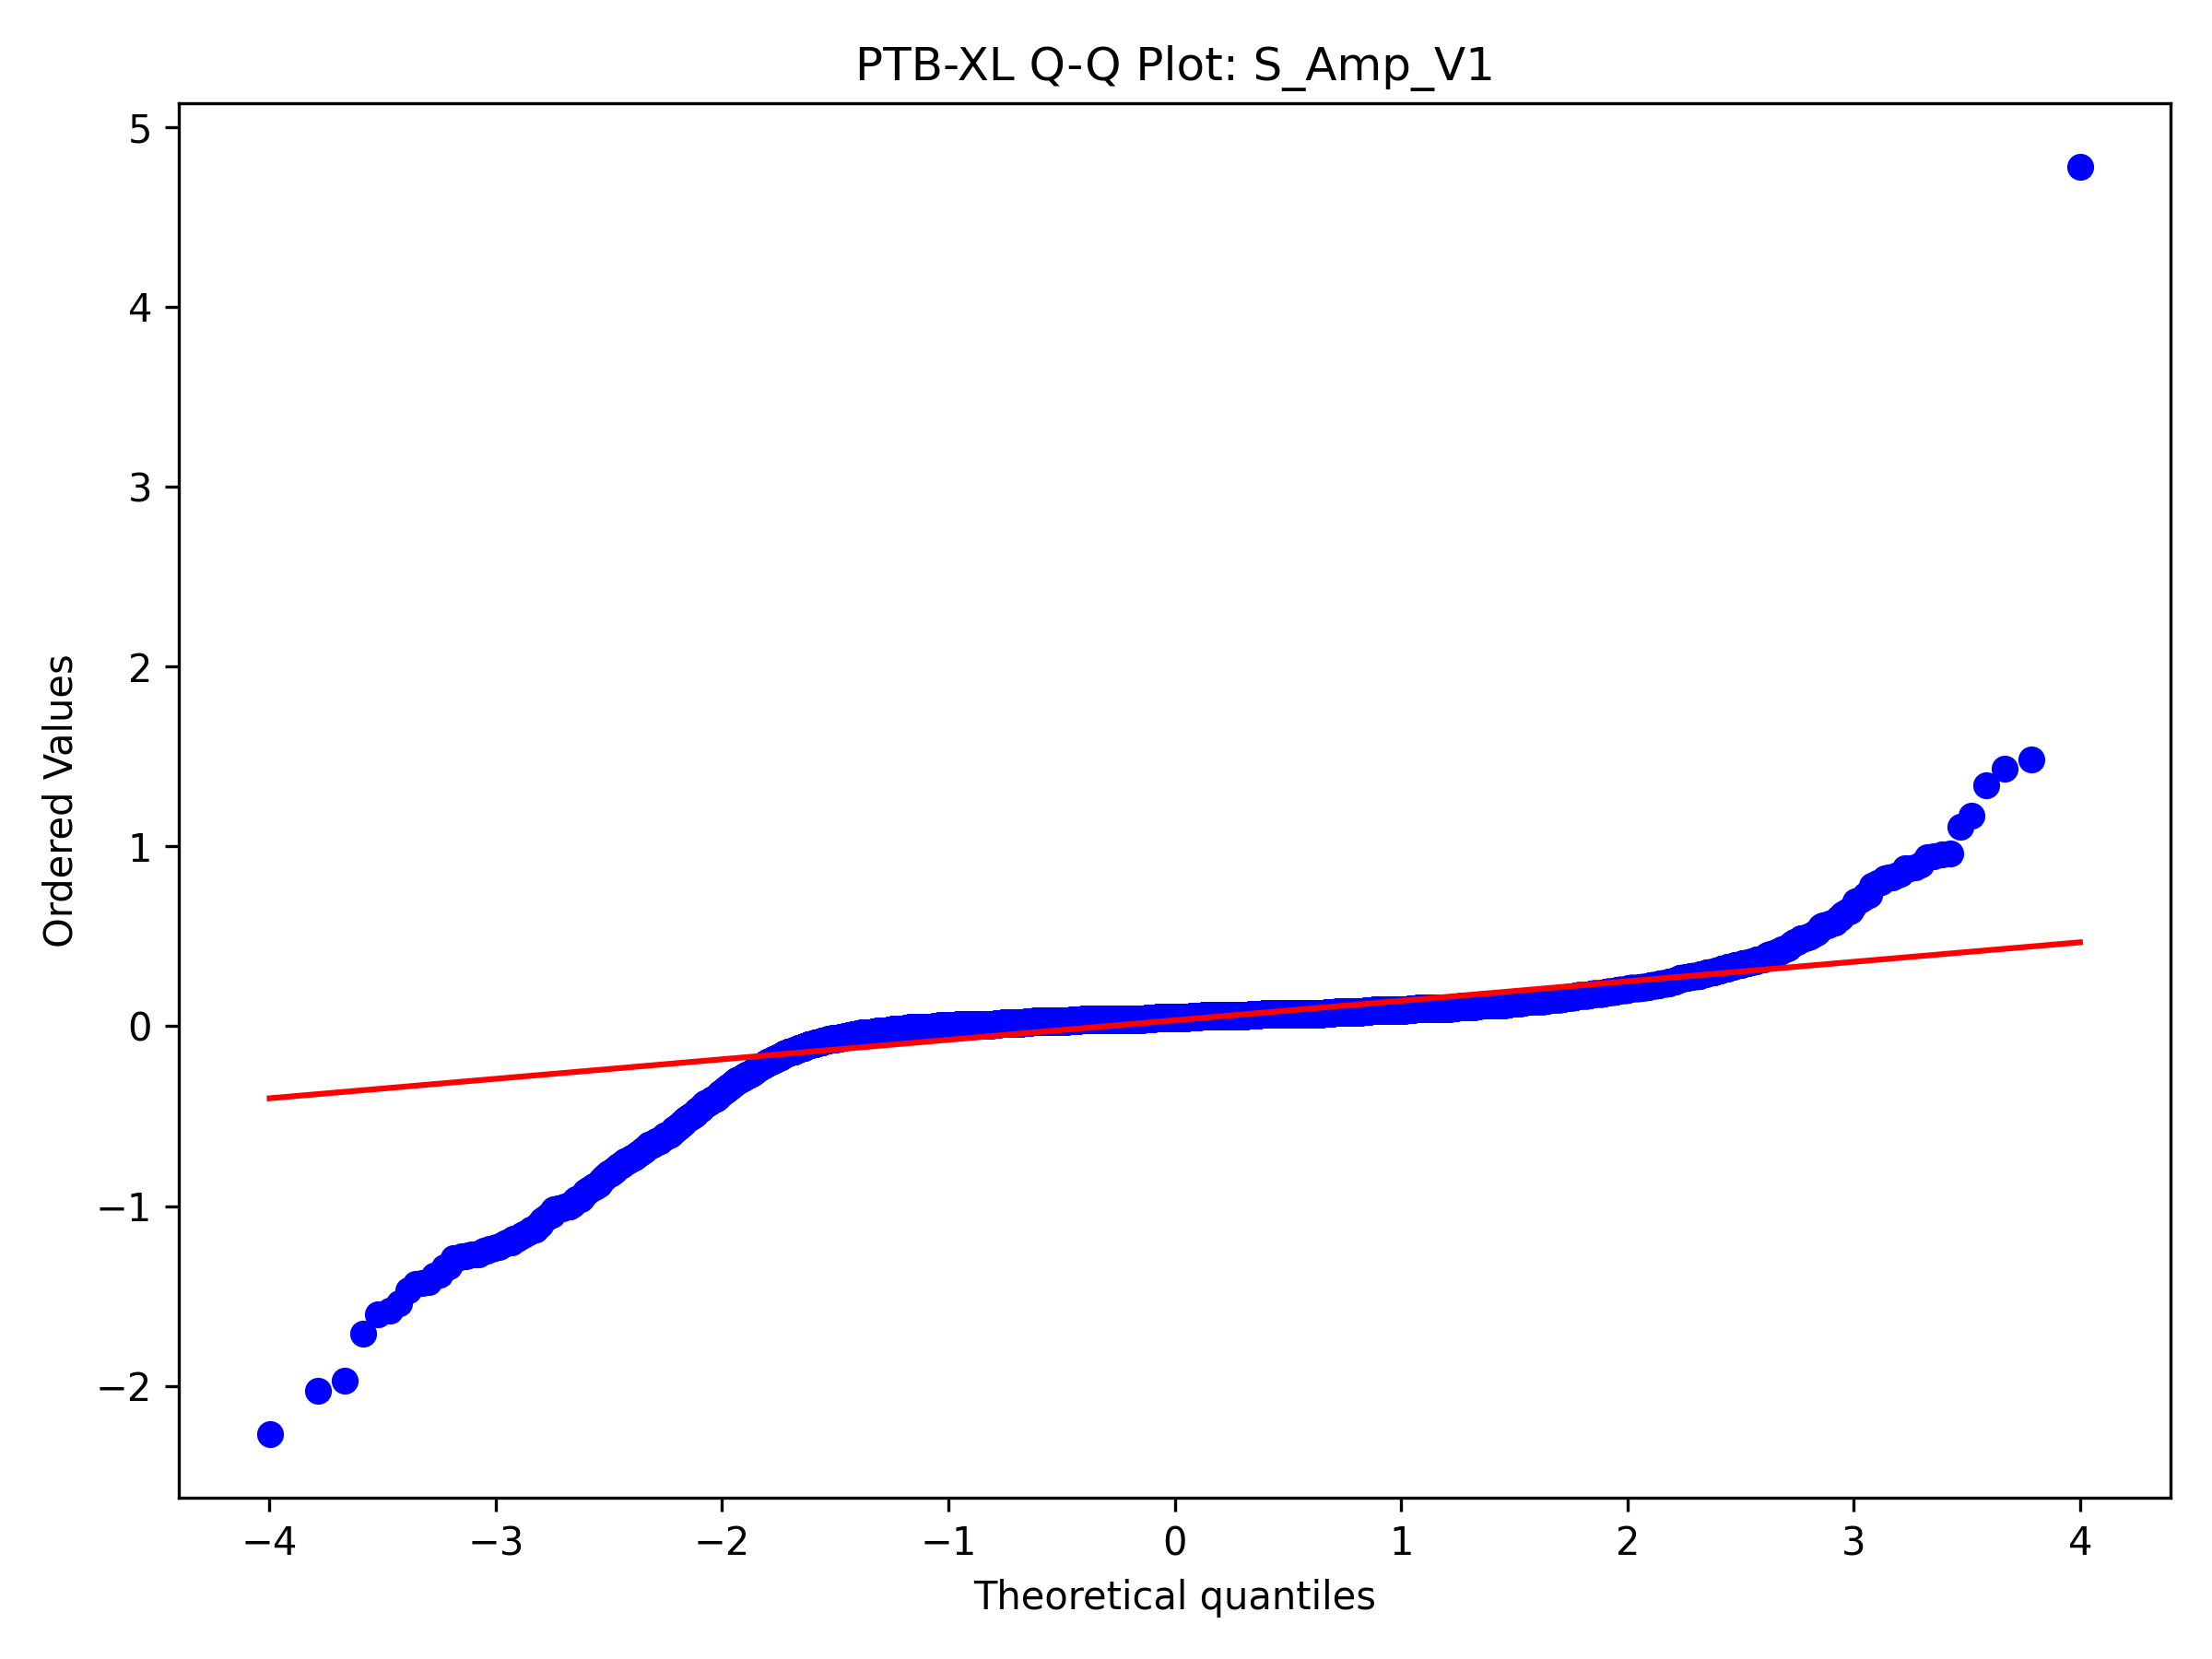 PTB-XL Q-Q Plot: S_Amp_V1
5
4
3
2
1
0
−1
−2
Ordered Values
−4 −3 −2 −1 0 1 2 3 4
Theoretical quantiles